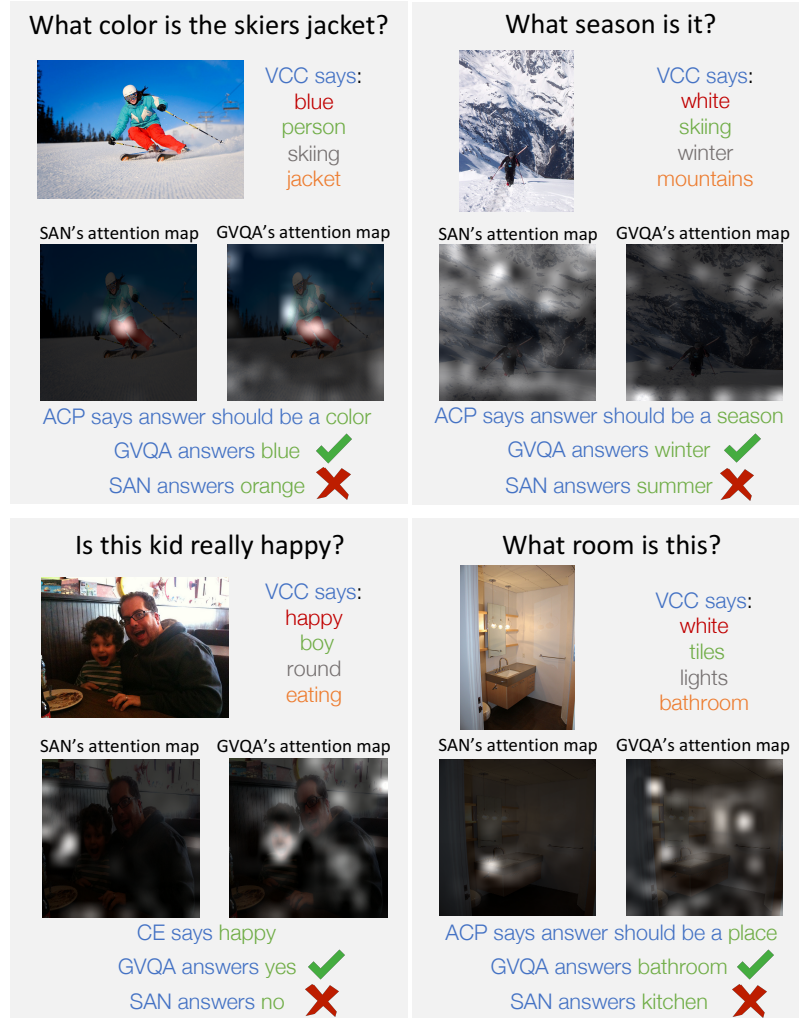 What color is the skiers jacket?
VCC says:
blue
person
skiing
jacket
SAN's attention map
GVQA's attention map
ACP says answer should be a color
GVQA answers blue
SAN answers orange
What season is it?
VCC says:
white
skiing
winter
mountains
SAN's attention map
GVQA's attention map
ACP says answer should be a season
GVQA answers winter
SAN answers summer
Is this kid really happy?
VCC says:
happy
boy
round
eating
SAN's attention map
GVQA's attention map
CE says happy
GVQA answers yes
SAN answers no
What room is this?
VCC says:
white
tiles
lights
bathroom
SAN's attention map
GVQA's attention map
ACP says answer should be a place
GVQA answers bathroom
SAN answers kitchen